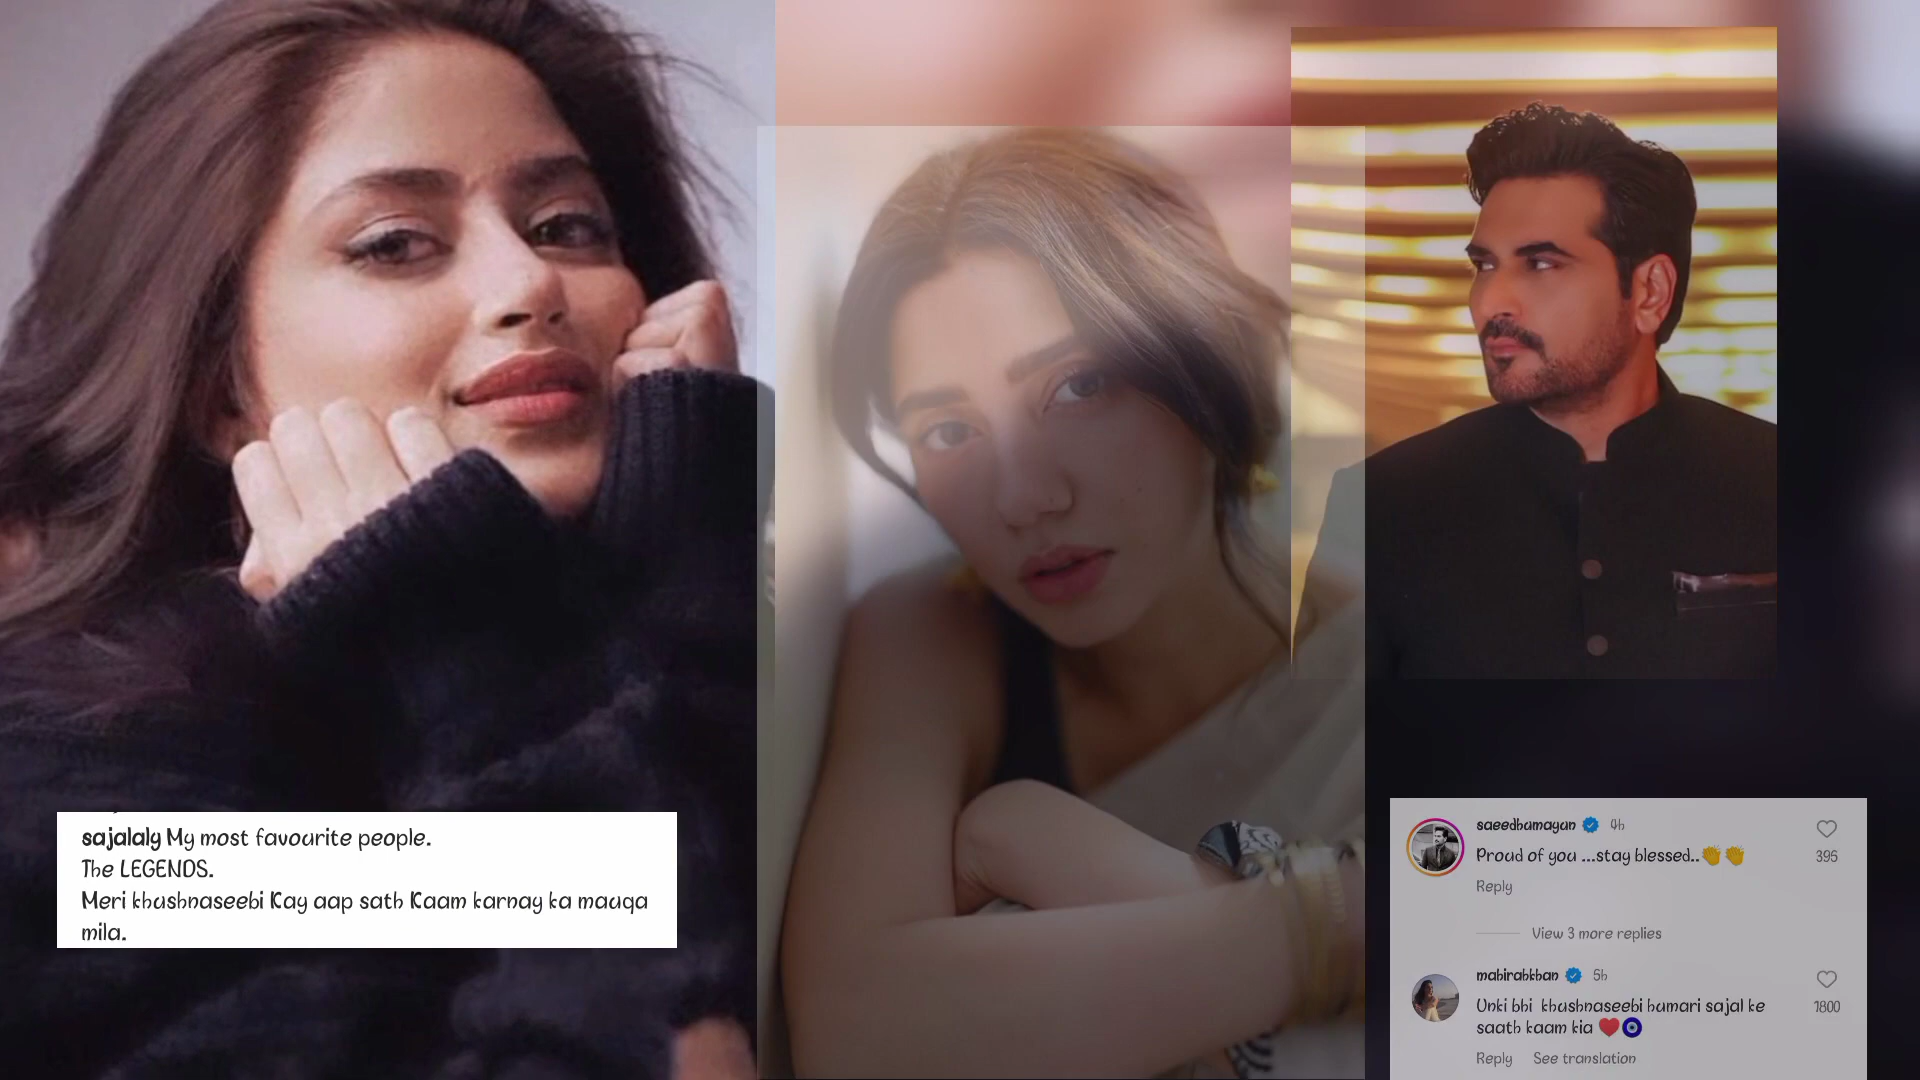 sajalaly My most favourite people.
The LEGENDS.
Meri khushnaseebi Kay aap sath Kaam karnay ka mauqa
mila.
saeedhumayun 4h
Proud of you ...stay blessed..👏👏
395
Reply
View 3 more replies
mahirahkhan 5h
Unki bhi khushnaseebi humari sajal ke
saath kaam kia ❤️🧿
1800
Reply See translation